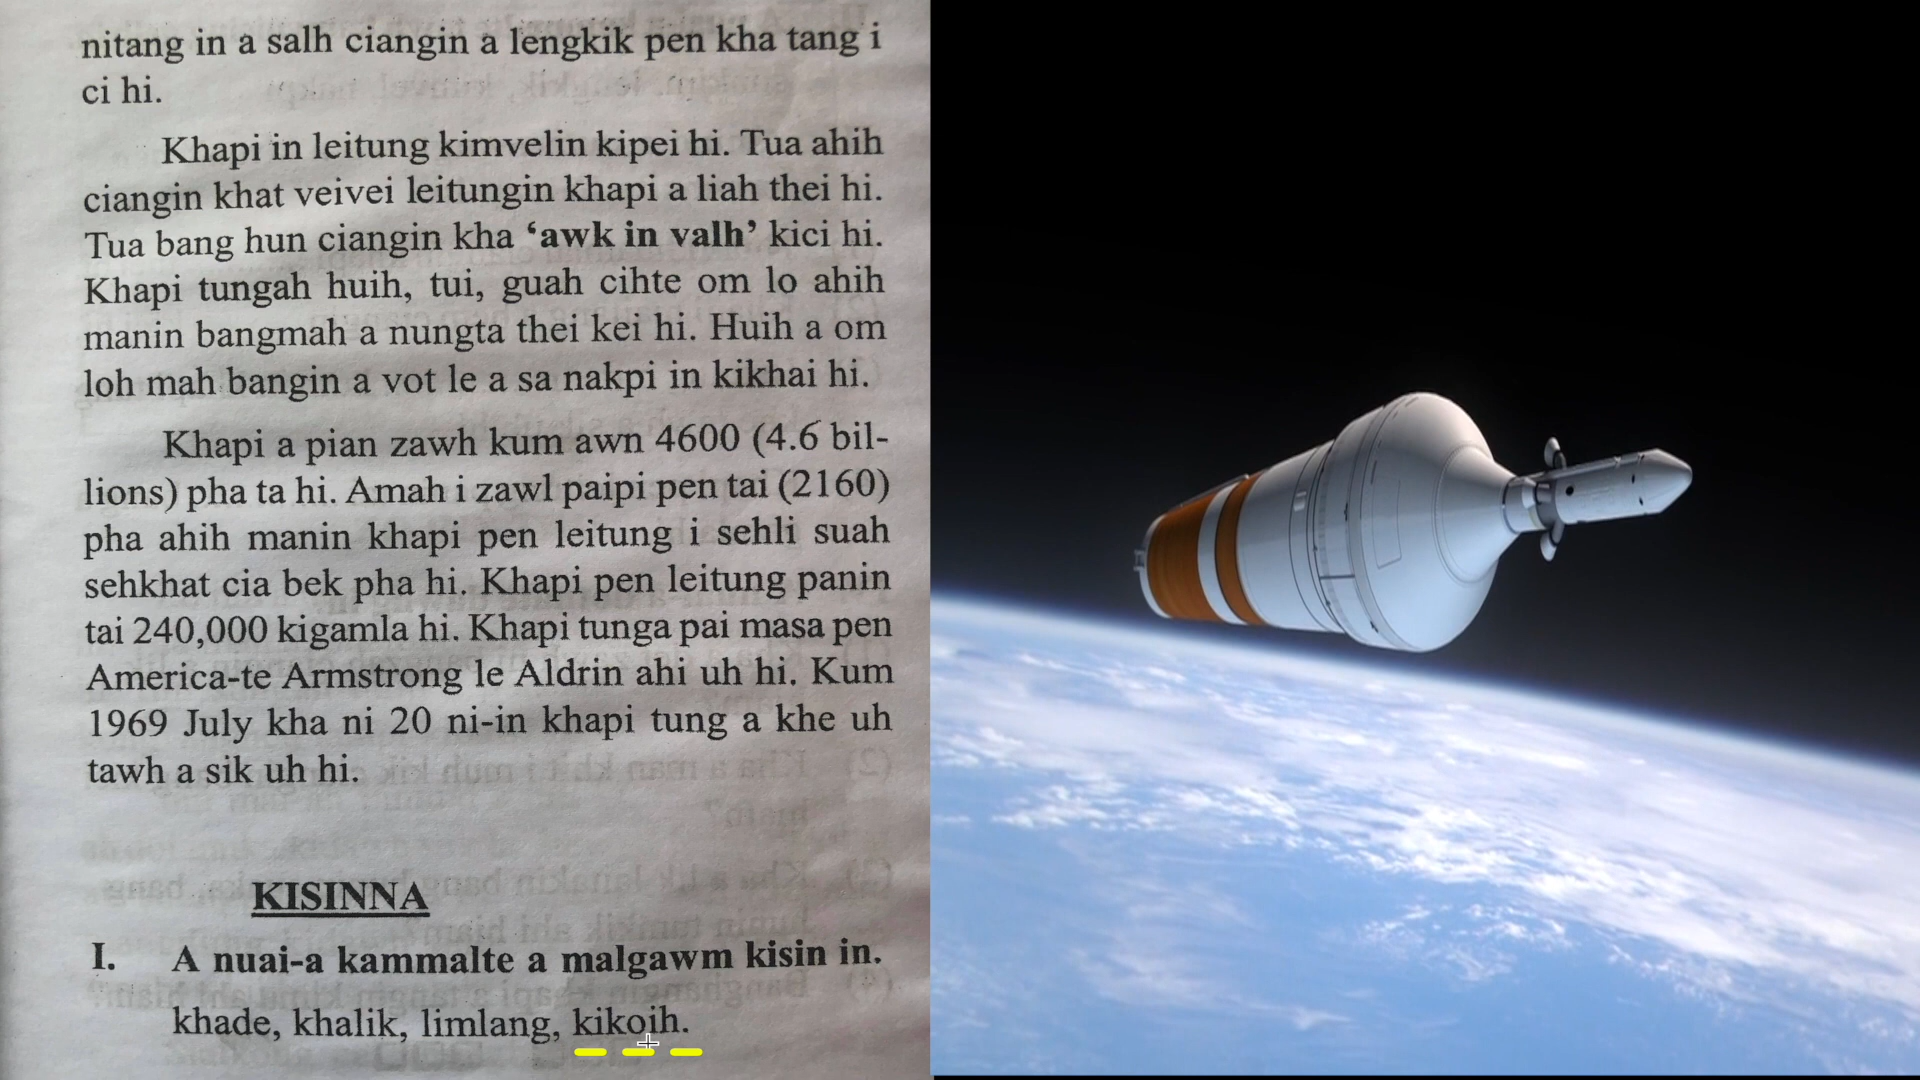 nitang in a salh ciangin a lengkik pen kha tang i
ci hi.
Khapi in leitung kimvelin kipei hi. Tua ahih
ciangin khat veivei leitungin khapi a liah thei hi.
Tua bang hun ciangin kha ‘awk in valh’ kici hi.
Khapi tungah huih, tui, guah cihte om lo ahih
manin bangmah a nungta thei kei hi. Huih a om
loh mah bangin a vot le a sa nakpi in kikhai hi.
Khapi a pian zawh kum awn 4600 (4.6 bil-
lions) pha ta hi. Amah i zawl paipi pen tai (2160)
pha ahih manin khapi pen leitung i sehli suah
sehkhat cia bek pha hi. Khapi pen leitung panin
tai 240,000 kigamla hi. Khapi tunga pai masa pen
America-te Armstrong le Aldrin ahi uh hi. Kum
1969 July kha ni 20 ni-in khapi tung a khe uh
tawh a sik uh hi.
KISINNA
I. A nuai-a kammalte a malgawm kisin in.
khade, khalik, limlang, kikoih.